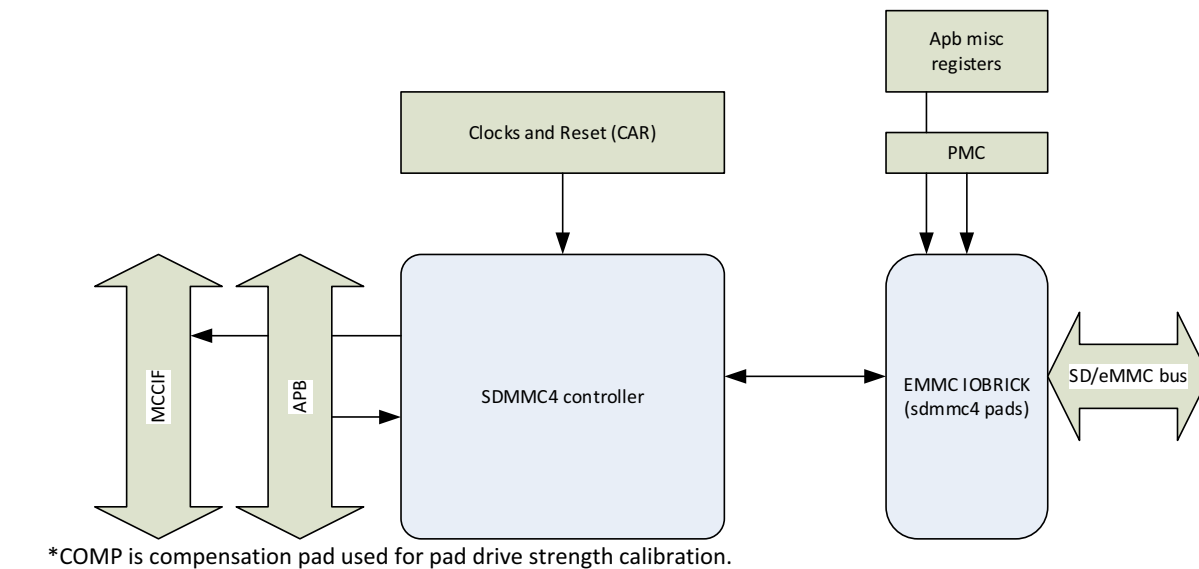 Apb misc
registers
Clocks and Reset (CAR)
PMC
MCCIF
APB
SDMMC4 controller
EMMC IOBRICK
(sdmmc4 pads)
SD/eMMC bus
*COMP is compensation pad used for pad drive strength calibration.